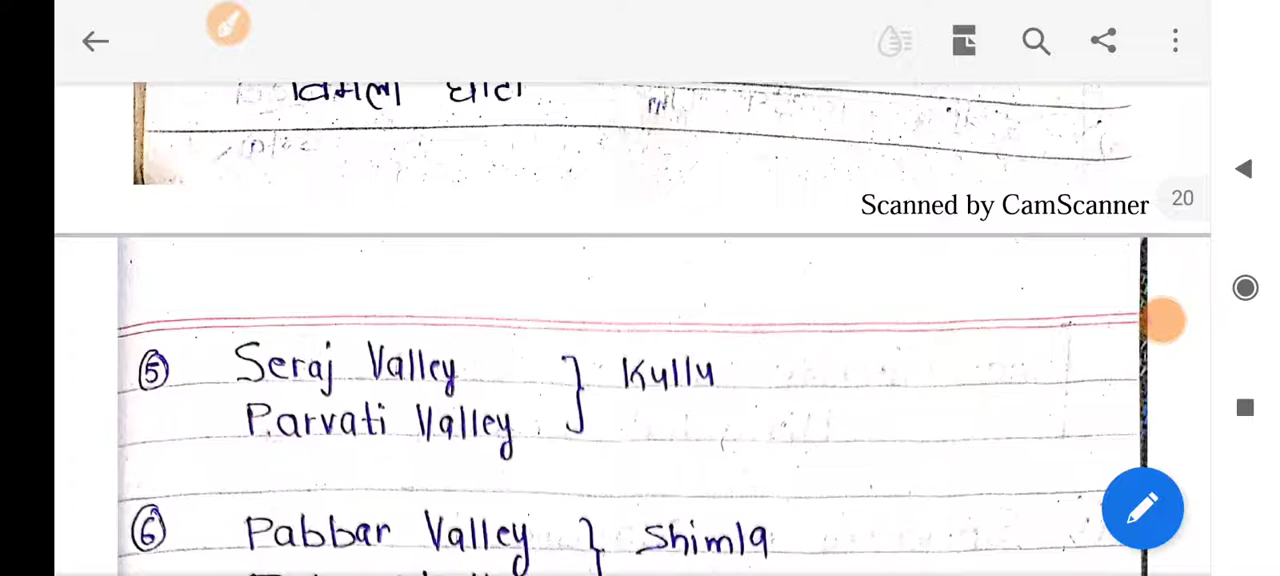 घाटी
Scanned by CamScanner 20
⑤ Seraj Valley } Kullu
Parvati Valley
⑥ Pabbar Valley } Shimla